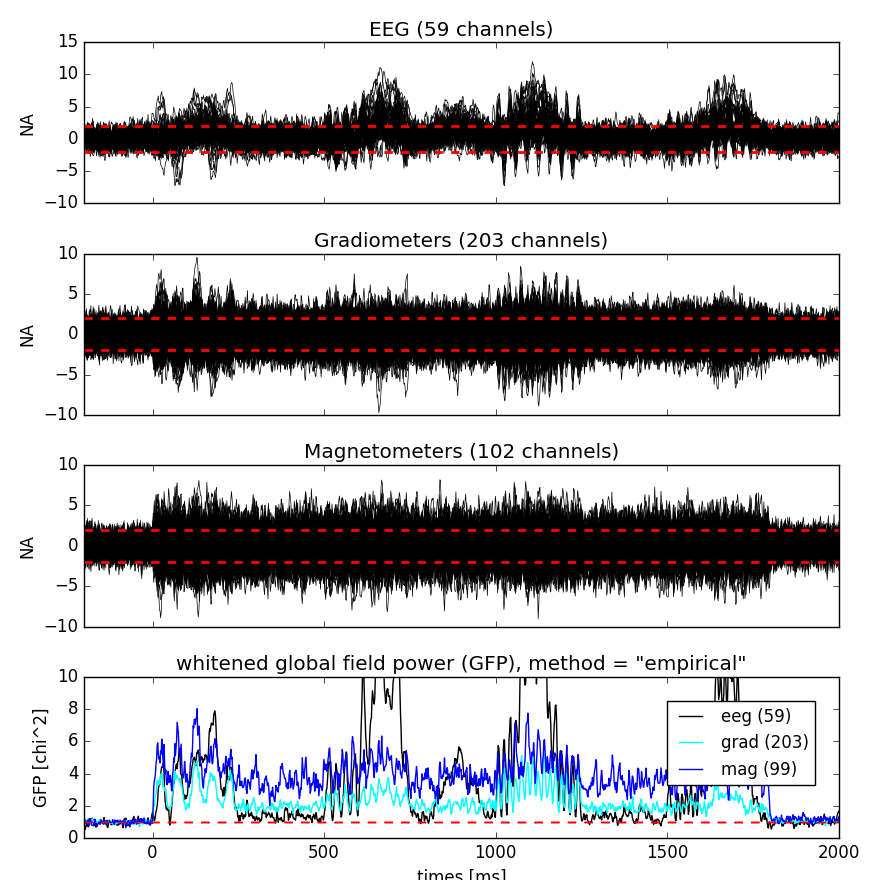 EEG (59 channels)
15
10
5
0
−5
−10
NA
Gradiometers (203 channels)
10
5
0
−5
−10
NA
Magnetometers (102 channels)
10
5
0
−5
−10
NA
whitened global field power (GFP), method = "empirical"
10
8
6
4
2
0
GFP [chi^2]
eeg (59)
grad (203)
mag (99)
0 500 1000 1500 2000
times [ms]